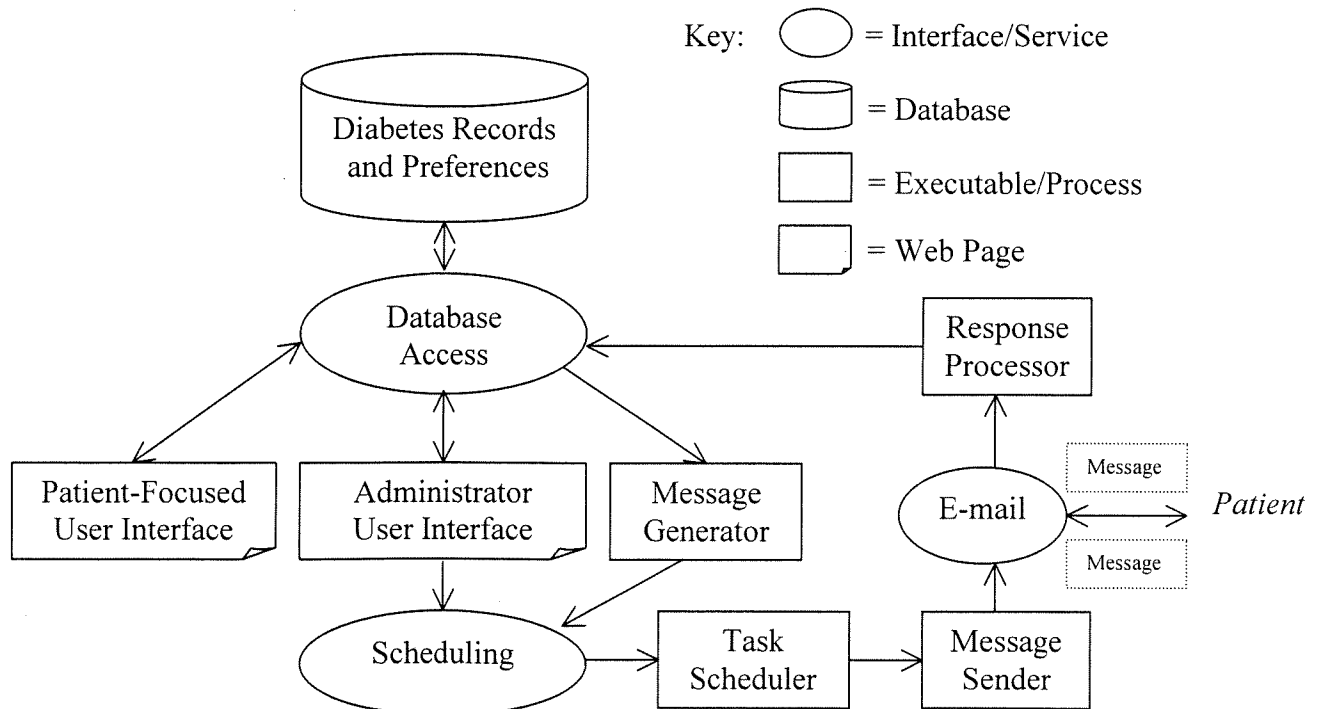 Key:
= Interface/Service
= Database
= Executable/Process
= Web Page
Diabetes Records
and Preferences
Database
Access
Response
Processor
Patient-Focused
User Interface
Administrator
User Interface
Message
Generator
E-mail
Message
Patient
Message
Scheduling
Task
Scheduler
Message
Sender